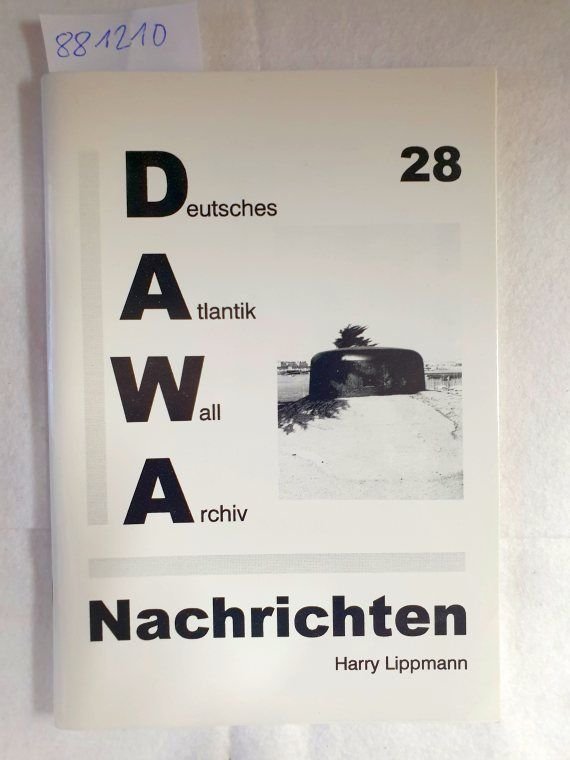 881210
28
Deutsches
Atlantik
Wall
Archiv
Nachrichten
Harry Lippmann